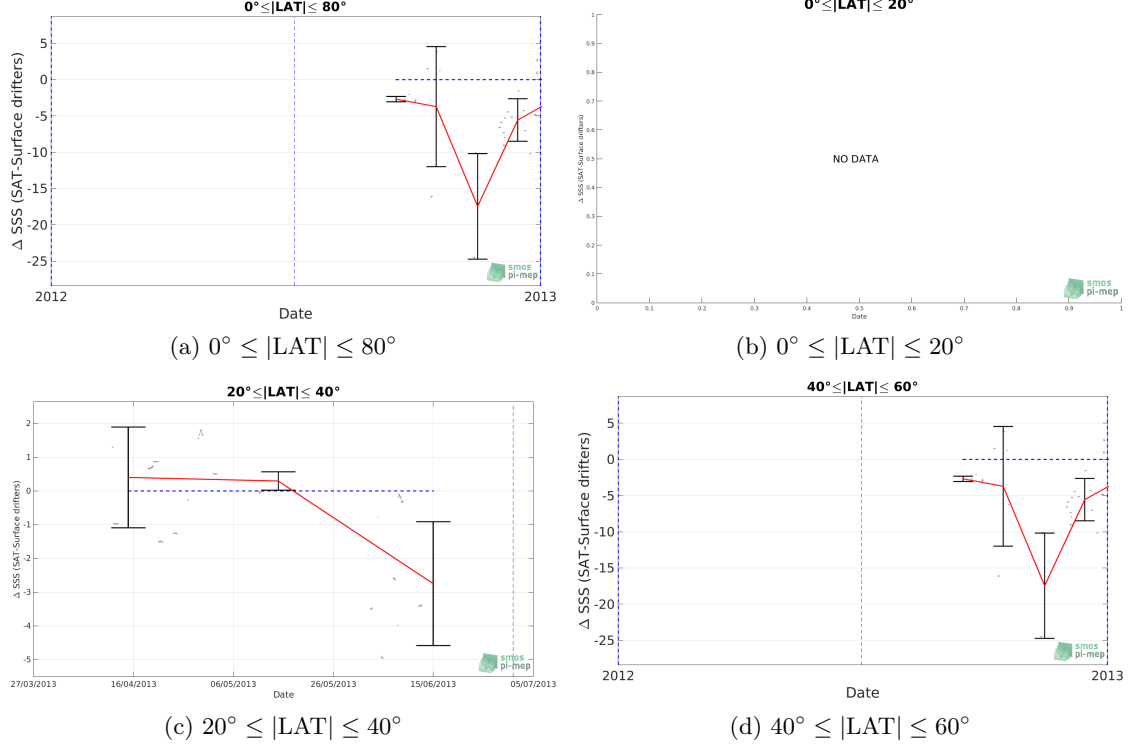 0°≤|LAT|≤ 80°
Δ SSS (SAT-Surface drifters)
5
0
-5
-10
-15
-20
-25
2012
2013
Date
smos
pi-mep
(a) 0° ≤ |LAT| ≤ 80°
0°≤|LAT|≤ 20°
Δ SSS (SAT-Surface drifters)
1
0.9
0.8
0.7
0.6
0.5
0.4
0.3
0.2
0.1
0
NO DATA
0 0.1 0.2 0.3 0.4 0.5 0.6 0.7 0.8 0.9 1
Date
smos
pi-mep
(b) 0° ≤ |LAT| ≤ 20°
20°≤|LAT|≤ 40°
Δ SSS (SAT-Surface drifters)
2
1
0
-1
-2
-3
-4
-5
27/03/2013 16/04/2013 06/05/2013 26/05/2013 15/06/2013 05/07/2013
Date
smos
pi-mep
(c) 20° ≤ |LAT| ≤ 40°
40°≤|LAT|≤ 60°
Δ SSS (SAT-Surface drifters)
5
0
-5
-10
-15
-20
-25
2012
2013
Date
smos
pi-mep
(d) 40° ≤ |LAT| ≤ 60°